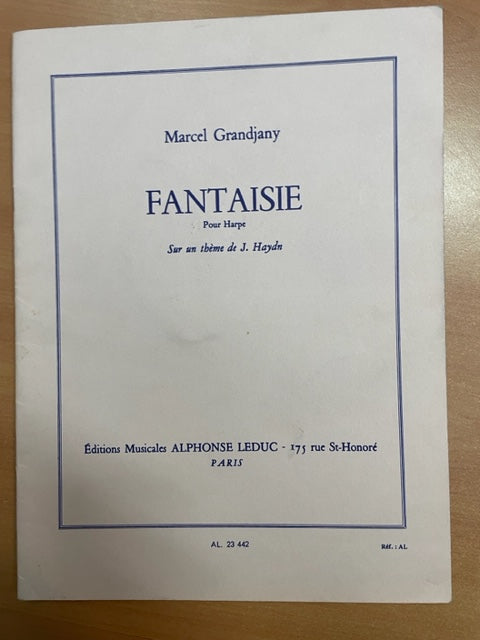 Marcel Grandjany
FANTAISIE
Pour Harpe
Sur un thème de J. Haydn
Éditions Musicales ALPHONSE LEDUC - 175 rue St-Honoré
PARIS
AL. 23 442
Réf. : AL